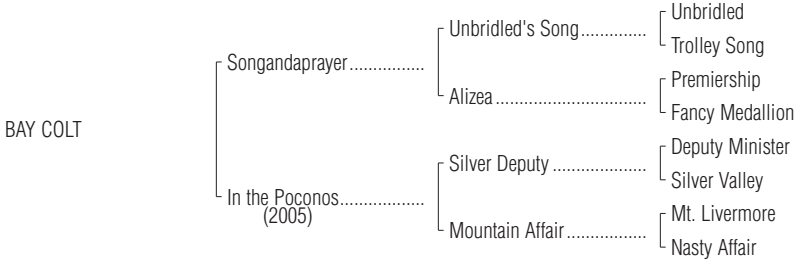 Unbridled
Unbridled's Song..............
Trolley Song
Songandaprayer................
Premiership
Alizea................................
Fancy Medallion
BAY COLT
Deputy Minister
Silver Deputy ....................
Silver Valley
In the Poconos..................
(2005)
Mt. Livermore
Mountain Affair.................
Nasty Affair